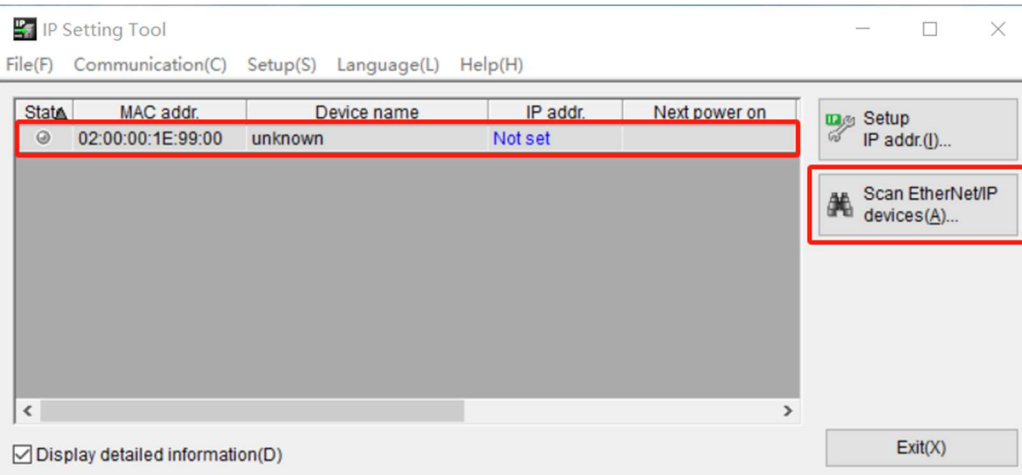 IP Setting Tool
File(F) Communication(C) Setup(S) Language(L) Help(H)
State MAC addr. Device name IP addr. Next power on
02:00:00:1E:99:00 unknown Not set
Setup
IP addr.(I)...
Scan EtherNet/IP
devices(A)...
Display detailed information(D)
Exit(X)